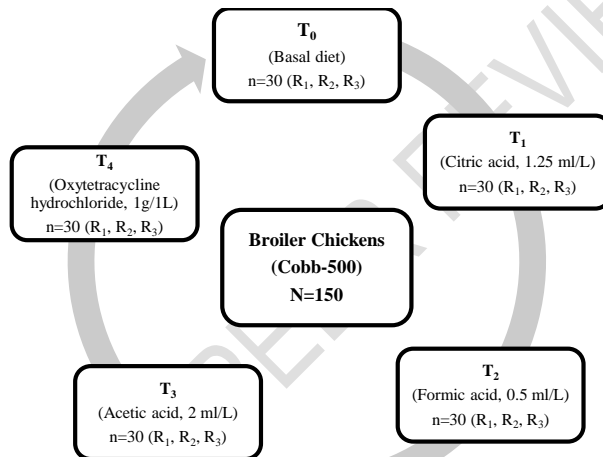 T₀
(Basal diet)
n=30 (R₁, R₂, R₃)
T₁
(Citric acid, 1.25 ml/L)
n=30 (R₁, R₂, R₃)
T₄
(Oxytetracycline
hydrochloride, 1g/1L)
n=30 (R₁, R₂, R₃)
Broiler Chickens
(Cobb-500)
N=150
T₂
(Formic acid, 0.5 ml/L)
n=30 (R₁, R₂, R₃)
T₃
(Acetic acid, 2 ml/L)
n=30 (R₁, R₂, R₃)